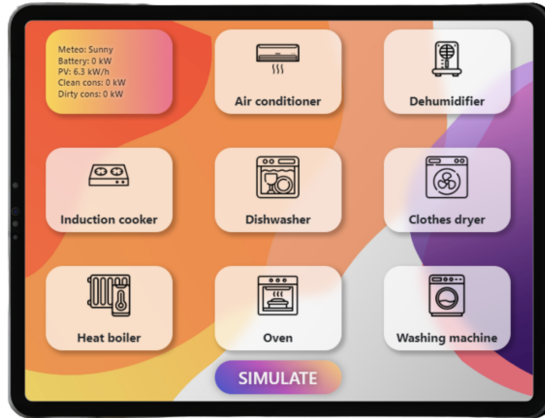 Meteo: Sunny
Battery: 0 kW
PV: 6.3 kW/h
Clean cons: 0 kW
Dirty cons: 0 kW
Air conditioner
Dehumidifier
Induction cooker
Dishwasher
Clothes dryer
Heat boiler
Oven
Washing machine
SIMULATE